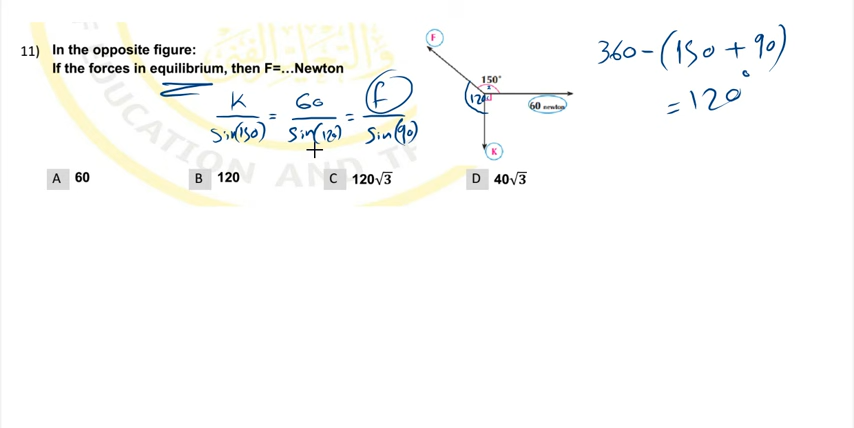 11) In the opposite figure:
If the forces in equilibrium, then F=...Newton
K/sin(150) = 60/sin(120) = F/sin(90)
F
150°
120
60 newton
K
360-(150+90)
=120°
A 60
B 120
C 120√3
D 40√3